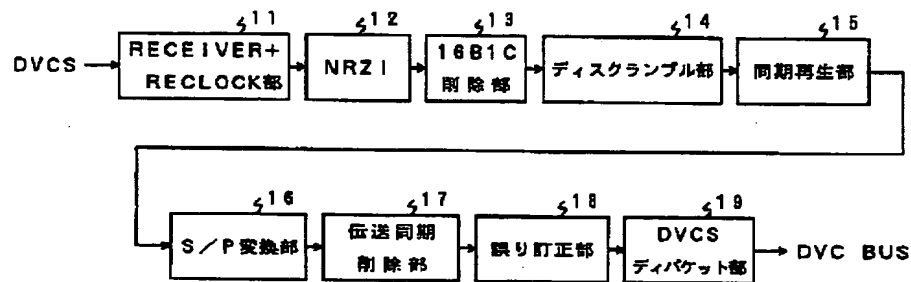 11
12
13
14
15
DVCS
RECEIVER+
RECLOCK部
NRZI
16B1C
削除部
ディスクランブル部
同期再生部
16
17
18
19
S/P変換部
伝送同期
削除部
誤り訂正部
DVCS
ディパケット部
DVC BUS